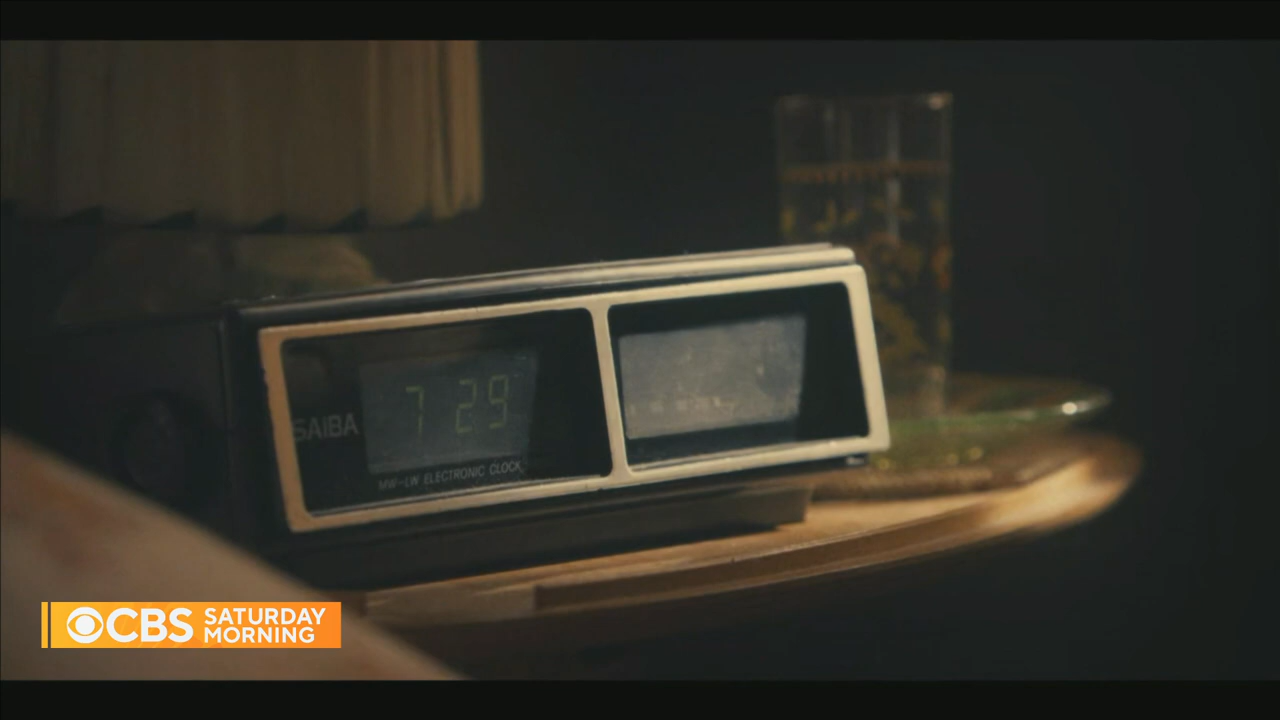 7 29
SAIBA
MW-LW ELECTRONIC CLOCK
CBS SATURDAY
MORNING